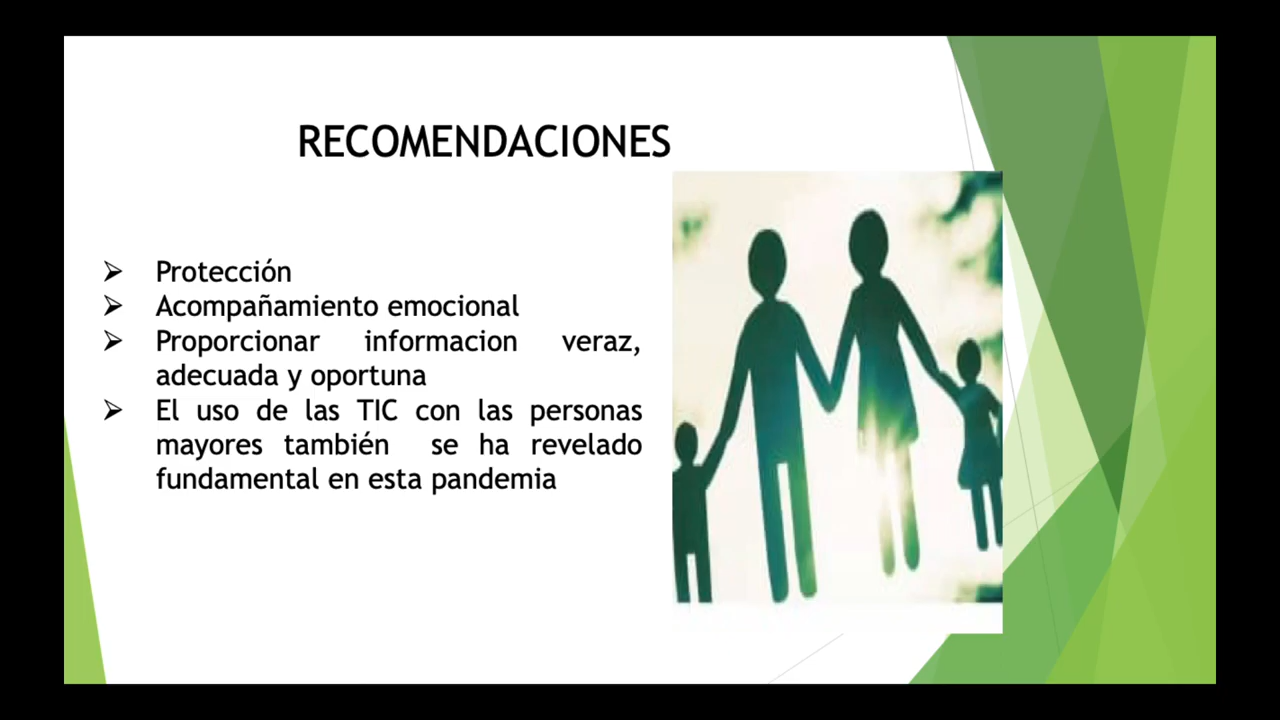 RECOMENDACIONES
Protección
Acompañamiento emocional
Proporcionar informacion veraz,
adecuada y oportuna
El uso de las TIC con las personas
mayores también se ha revelado
fundamental en esta pandemia